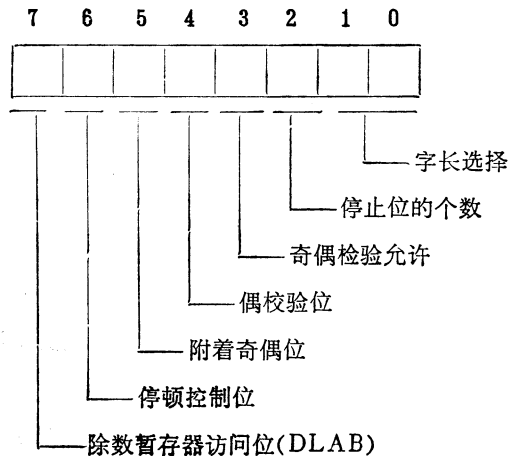 7 6 5 4 3 2 1 0
字长选择
停止位的个数
奇偶检验允许
偶校验位
附着奇偶位
停顿控制位
除数暂存器访问位(DLAB)